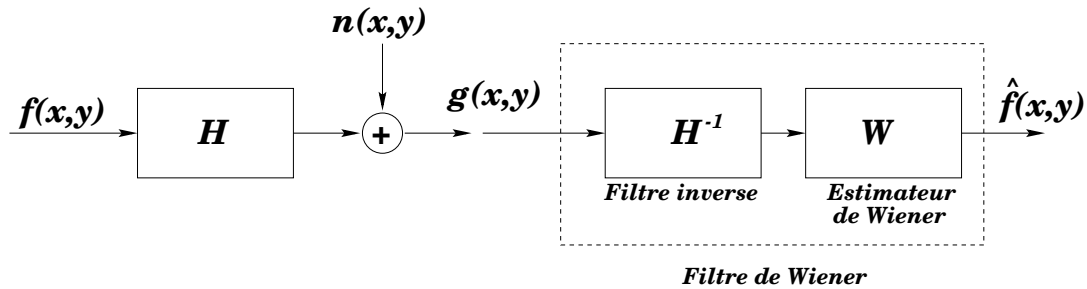 n(x,y)
f(x,y)
H
+
g(x,y)
H⁻¹
W
f̂(x,y)
Filtre inverse
Estimateur
de Wiener
Filtre de Wiener